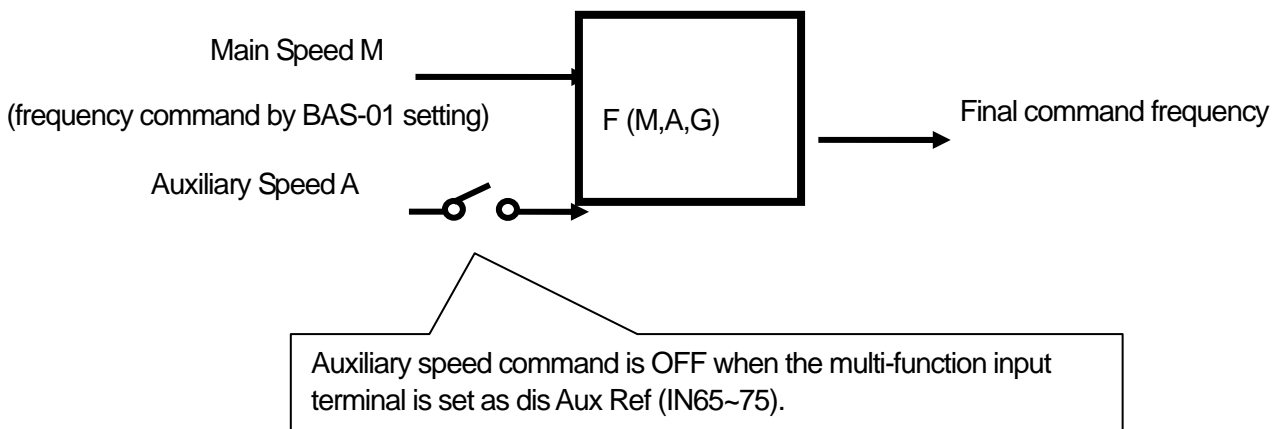 Main Speed M
(frequency command by BAS-01 setting)
F (M,A,G)
Final command frequency
Auxiliary Speed A
Auxiliary speed command is OFF when the multi-function input
terminal is set as dis Aux Ref (IN65~75).